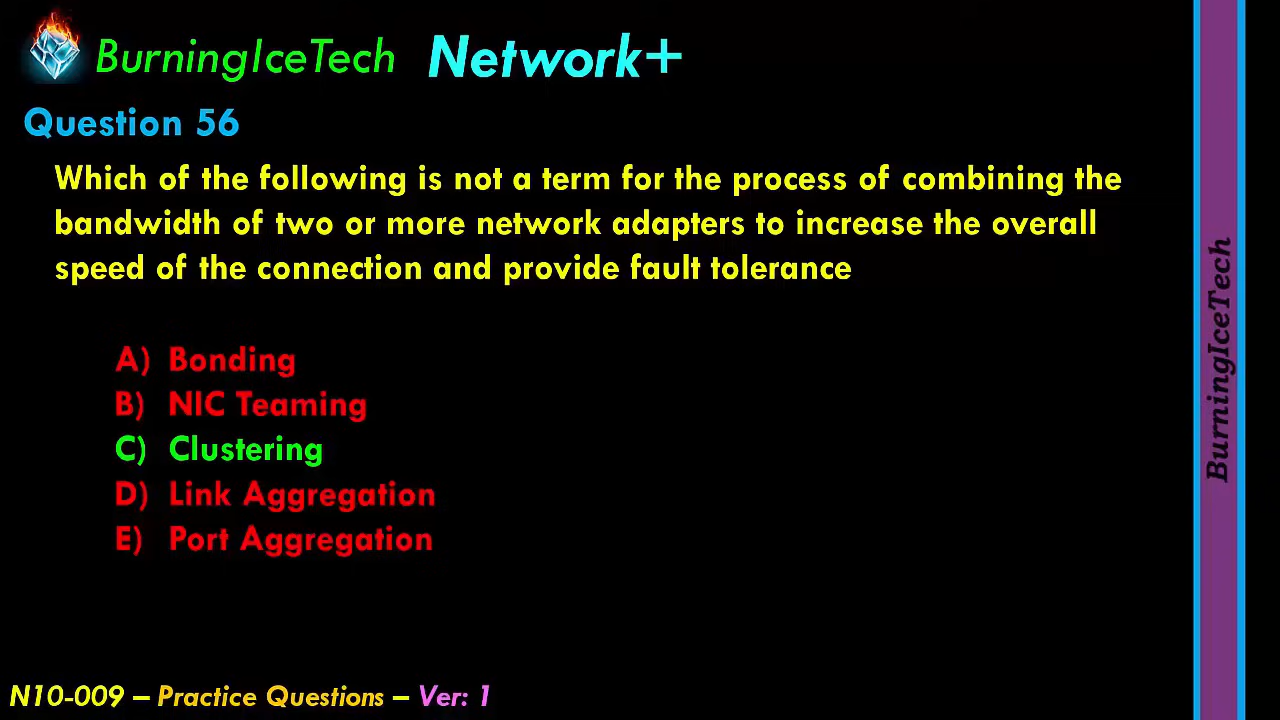 BurningIceTech Network+
Question 56
Which of the following is not a term for the process of combining the
bandwidth of two or more network adapters to increase the overall
speed of the connection and provide fault tolerance
A) Bonding
B) NIC Teaming
C) Clustering
D) Link Aggregation
E) Port Aggregation
N10-009 – Practice Questions – Ver: 1
BurningIceTech